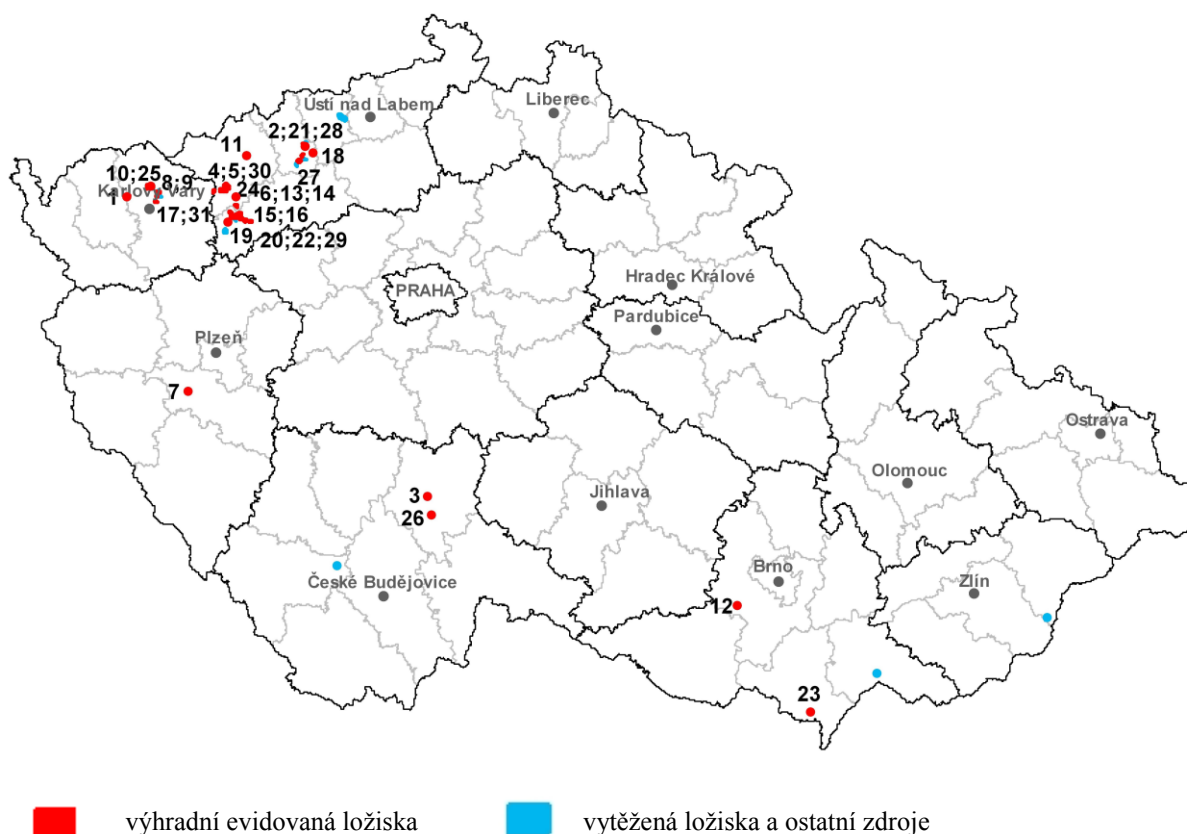 Ústí nad Labem
Liberec
2;21;28
11
18
27
10;25
4;5;30
8;9
Karlovy Vary
24
6;13;14
1
17;31
15;16
19
20;22;29
Hradec Králové
PRAHA
Pardubice
Plzeň
7
Ostrava
Olomouc
3
Jihlava
26
Brno
České Budějovice
Zlín
12
23
výhradní evidovaná ložiska
vytěžená ložiska a ostatní zdroje